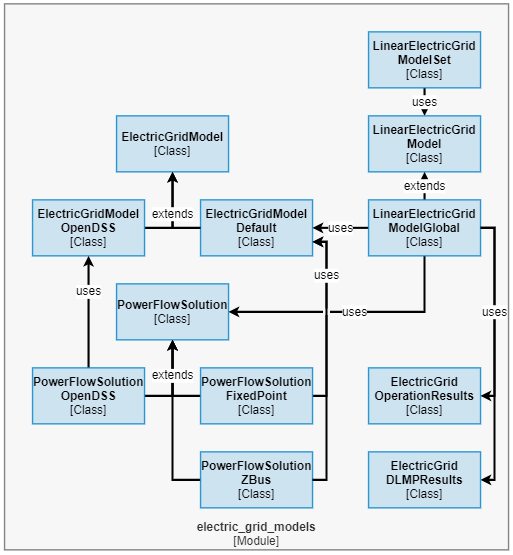 LinearElectricGrid
ModelSet
[Class]
uses
ElectricGridModel
[Class]
LinearElectricGrid
Model
[Class]
extends
ElectricGridModel
OpenDSS
[Class]
extends
ElectricGridModel
Default
[Class]
uses
LinearElectricGrid
ModelGlobal
[Class]
uses
uses
PowerFlowSolution
[Class]
uses
uses
extends
PowerFlowSolution
OpenDSS
[Class]
PowerFlowSolution
FixedPoint
[Class]
ElectricGrid
OperationResults
[Class]
PowerFlowSolution
ZBus
[Class]
ElectricGrid
DLMPResults
[Class]
electric_grid_models
[Module]